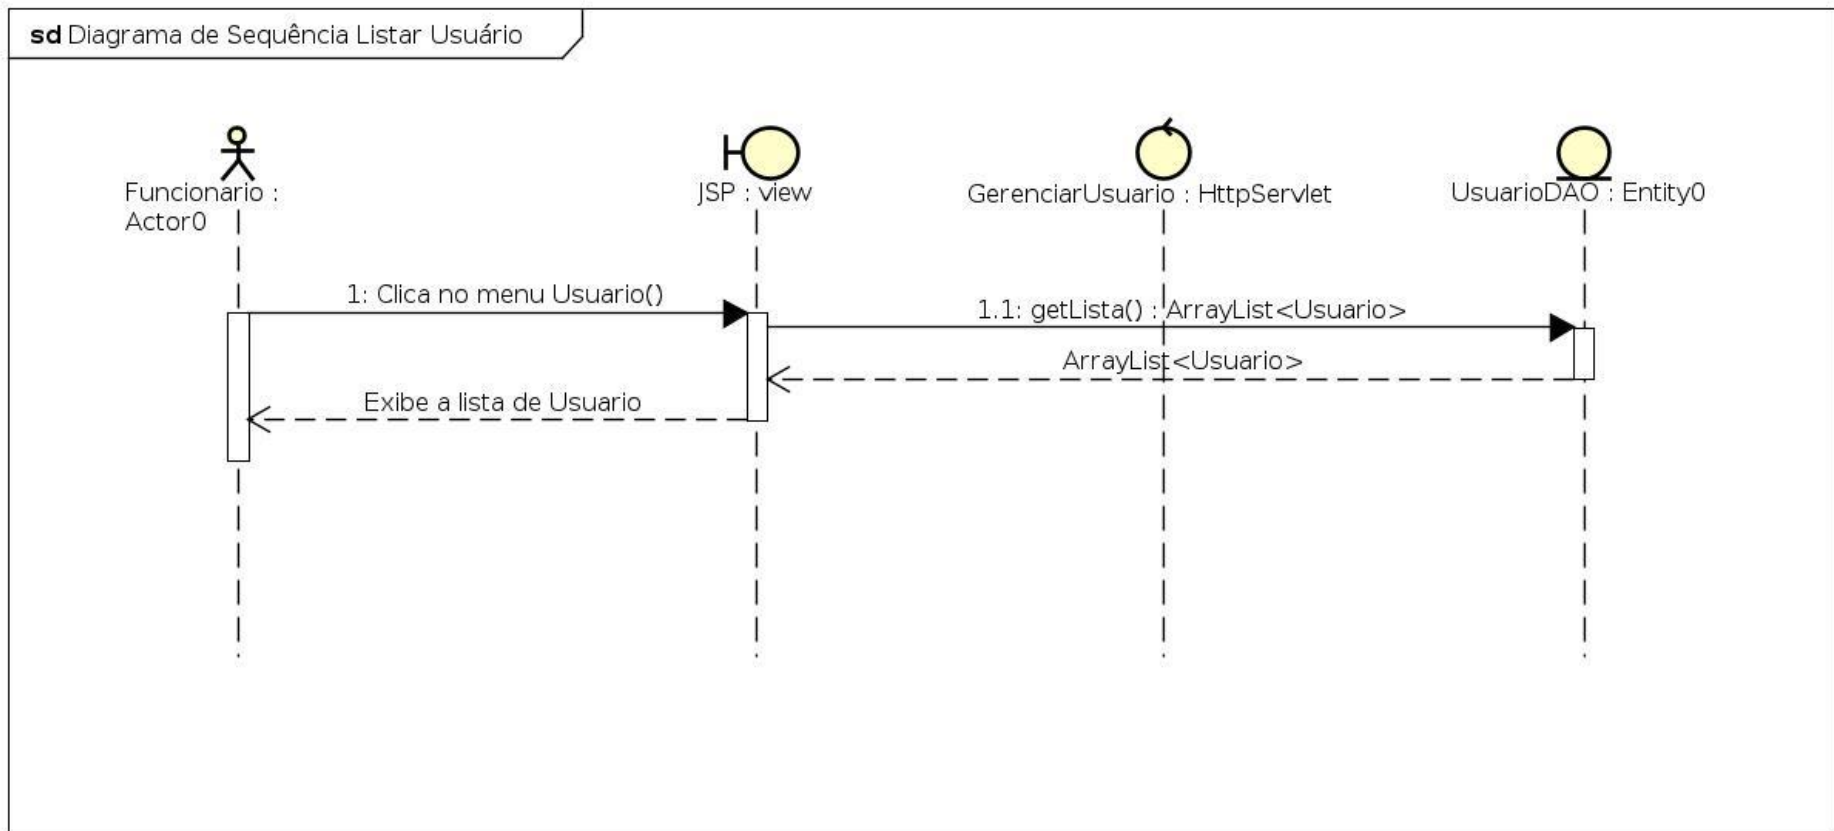 sd Diagrama de Sequência Listar Usuário
Funcionario :
Actor0
JSP : view
GerenciarUsuario : HttpServlet
UsuarioDAO : Entity0
1: Clica no menu Usuario()
1.1: getLista() : ArrayList<Usuario>
ArrayList<Usuario>
Exibe a lista de Usuario